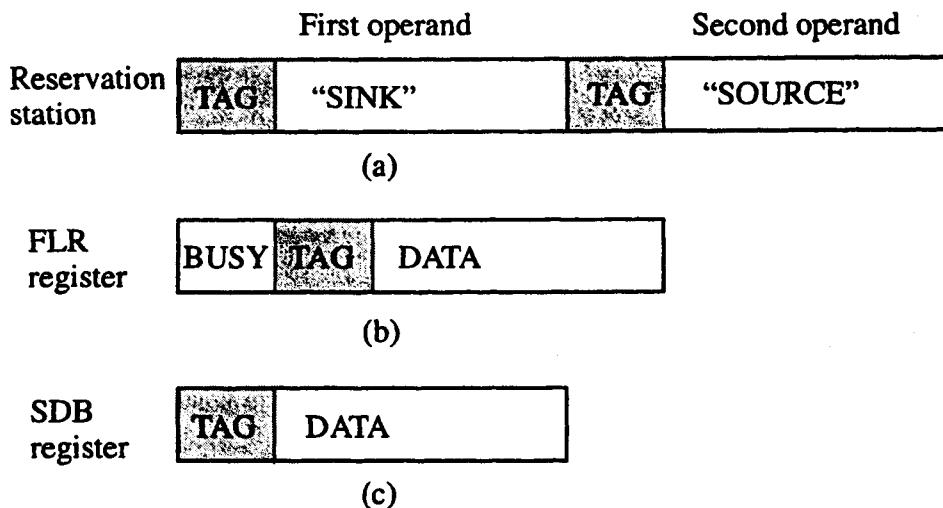 First operand Second operand
Reservation station TAG “SINK” TAG “SOURCE”
(a)
FLR register BUSY TAG DATA
(b)
SDB register TAG DATA
(c)